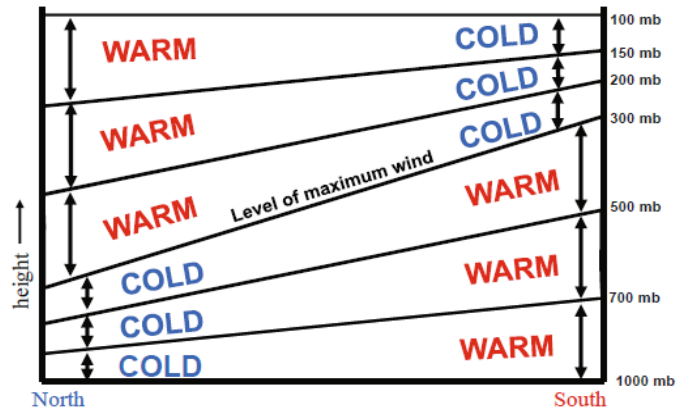 100 mb
WARM COLD
150 mb
COLD
200 mb
WARM COLD
300 mb
Level of maximum wind
WARM WARM
500 mb
height →
COLD
WARM
COLD
700 mb
WARM
COLD
1000 mb
North South